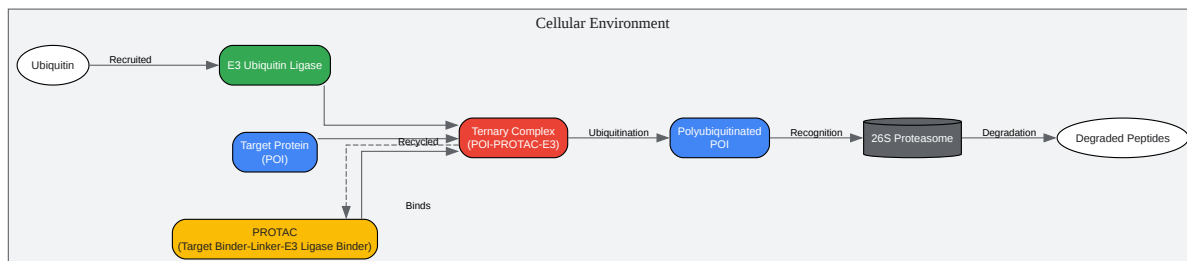 Cellular Environment
Ubiquitin
Recruited
E3 Ubiquitin Ligase
Target Protein
(POI)
Recycled
Ternary Complex
(POI-PROTAC-E3)
Ubiquitination
Polyubiquitinated
POI
Recognition
26S Proteasome
Degradation
Degraded Peptides
Binds
PROTAC
(Target Binder-Linker-E3 Ligase Binder)